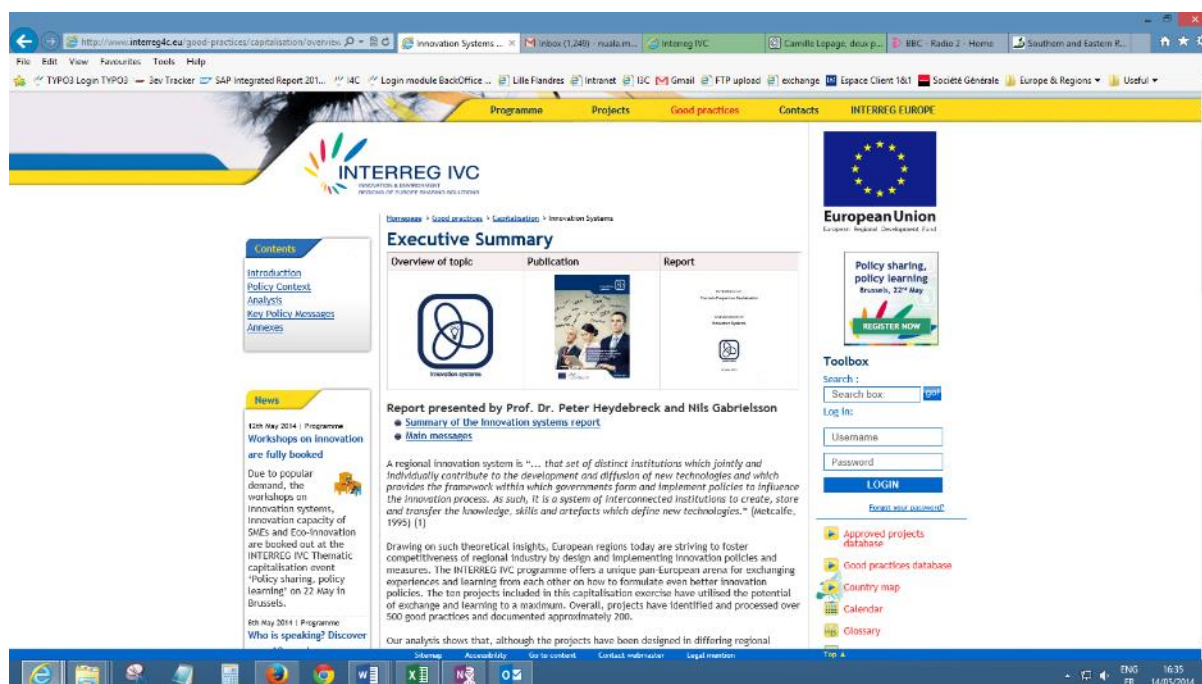 http://www.interreg4c.eu/good-practices/capitalisation/overview
Innovation Systems ...
Inbox (1,249) - nuala.m...
Interreg IVC
Camille Lepage, deux p...
BBC - Radio 2 - Home
Southern and Eastern R...
File Edit View Favourites Tools Help
TYPO3 Login TYPO3
SAP Integrated Report 201...
I4C
Login module BackOffice ...
Lille Flandres
Intranet
I3C
Gmail
FTP upload
exchange
Espace Client 1&1
Société Générale
Europe & Regions
Useful
Programme Projects Good practices Contacts INTERREG EUROPE
INTERREG IVC
INNOVATION & ENVIRONMENT
REGIONS OF EUROPE SHARING SOLUTIONS
Homepage > Good practices > Capitalisation > Innovation Systems
Contents
Introduction
Policy Context
Analysis
Key Policy Messages
Annexes
News
12th May 2014 | Programme
Workshops on innovation
are fully booked
Due to popular
demand, the
workshops on
Innovation systems,
Innovation capacity of
SMEs and Eco-innovation
are booked out at the
INTERREG IVC Thematic
capitalisation event
'Policy sharing, policy
learning' on 22 May in
Brussels.
6th May 2014 | Programme
Who is speaking? Discover
Executive Summary
Overview of topic Publication Report
Innovation systems
Innovation Systems
Report presented by Prof. Dr. Peter Heydebreck and Nils Gabrielsson
Summary of the Innovation systems report
Main messages
A regional innovation system is "... that set of distinct institutions which jointly and
individually contribute to the development and diffusion of new technologies and which
provides the framework within which governments form and implement policies to influence
the innovation process. As such, it is a system of interconnected institutions to create, store
and transfer the knowledge, skills and artefacts which define new technologies." (Metcalfe,
1995) (1)
Drawing on such theoretical insights, European regions today are striving to foster
competitiveness of regional industry by design and implementing innovation policies and
measures. The INTERREG IVC programme offers a unique pan-European arena for exchanging
experiences and learning from each other on how to formulate even better innovation
policies. The ten projects included in this capitalisation exercise have utilised the potential
of exchange and learning to a maximum. Overall, projects have identified and processed over
500 good practices and documented approximately 200.
Our analysis shows that, although the projects have been designed in differing regional
European Union
European Regional Development Fund
Policy sharing,
policy learning
Brussels, 22nd May
REGISTER NOW
Toolbox
Search :
Search box
go!
Log in:
Username
Password
LOGIN
Forgot your password?
Approved projects
database
Good practices database
Country map
Calendar
Glossary
Sitemap Accessibility Go to content Contact webmaster Legal mention Top
ENG
FR
16:35
14/05/2014